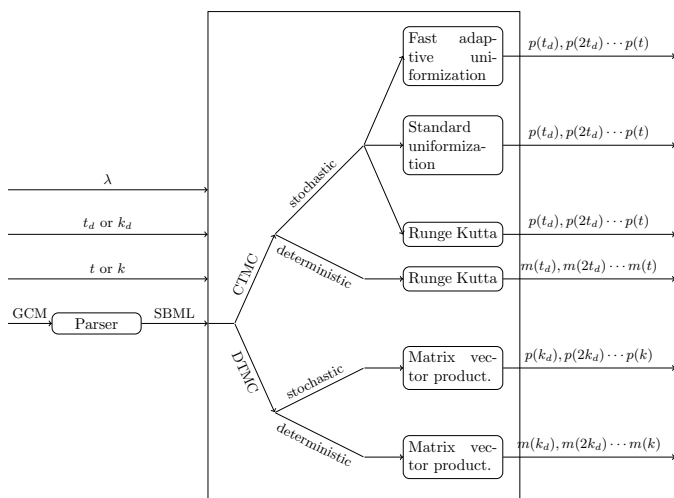 Fast adap-
tive uni-
formization
p(t_d), p(2t_d) ··· p(t)
Standard
uniformiza-
tion
p(t_d), p(2t_d) ··· p(t)
λ
stochastic
t_d or k_d
Runge Kutta
p(t_d), p(2t_d) ··· p(t)
t or k
CTMC
deterministic
Runge Kutta
m(t_d), m(2t_d) ··· m(t)
GCM
Parser
SBML
DTMC
stochastic
Matrix vec-
tor product.
p(k_d), p(2k_d) ··· p(k)
deterministic
Matrix vec-
tor product.
m(k_d), m(2k_d) ··· m(k)